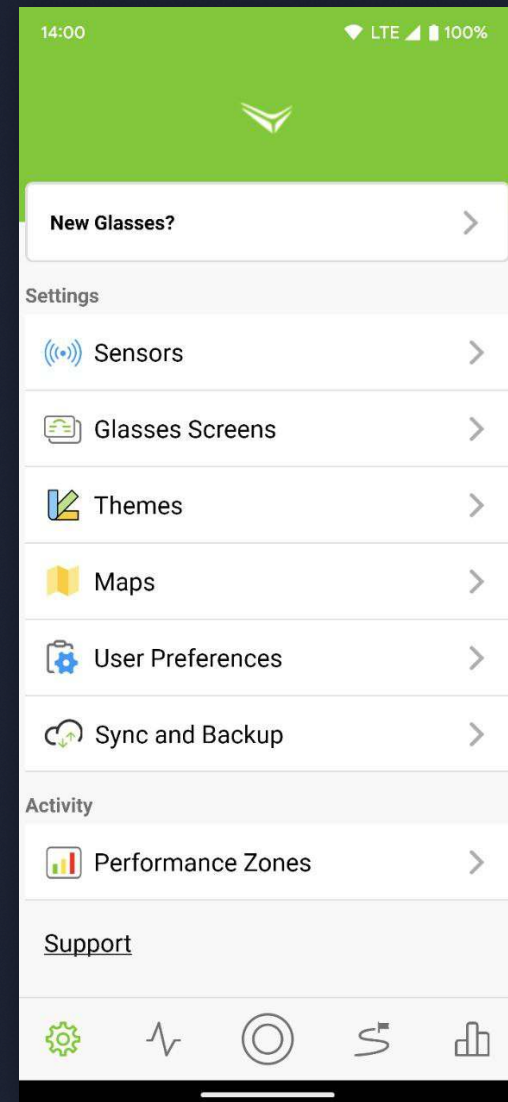 14:00 LTE 100%
New Glasses?
Settings
Sensors
Glasses Screens
Themes
Maps
User Preferences
Sync and Backup
Activity
Performance Zones
Support